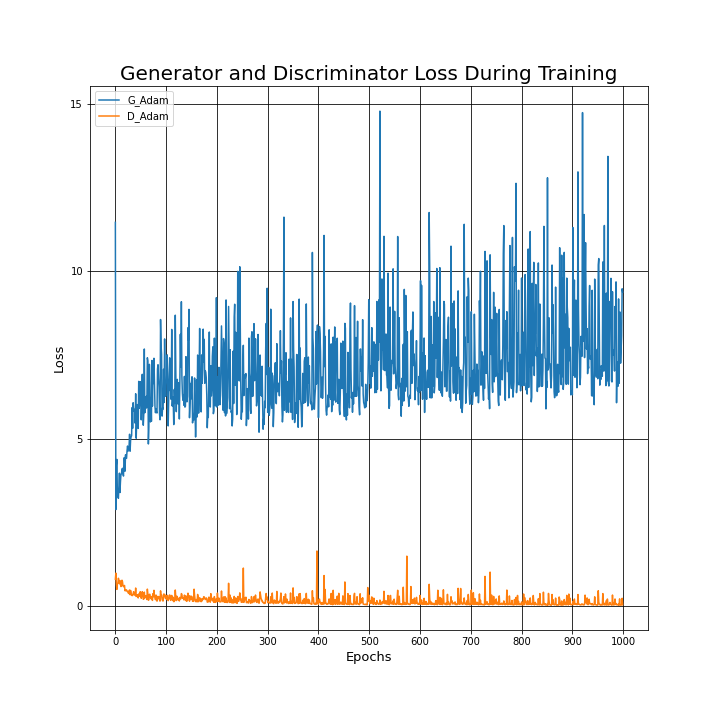 Generator and Discriminator Loss During Training
G_Adam
D_Adam
15
10
5
0
Loss
0 100 200 300 400 500 600 700 800 900 1000
Epochs